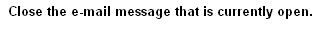 Close the e-mail message that is currently open.